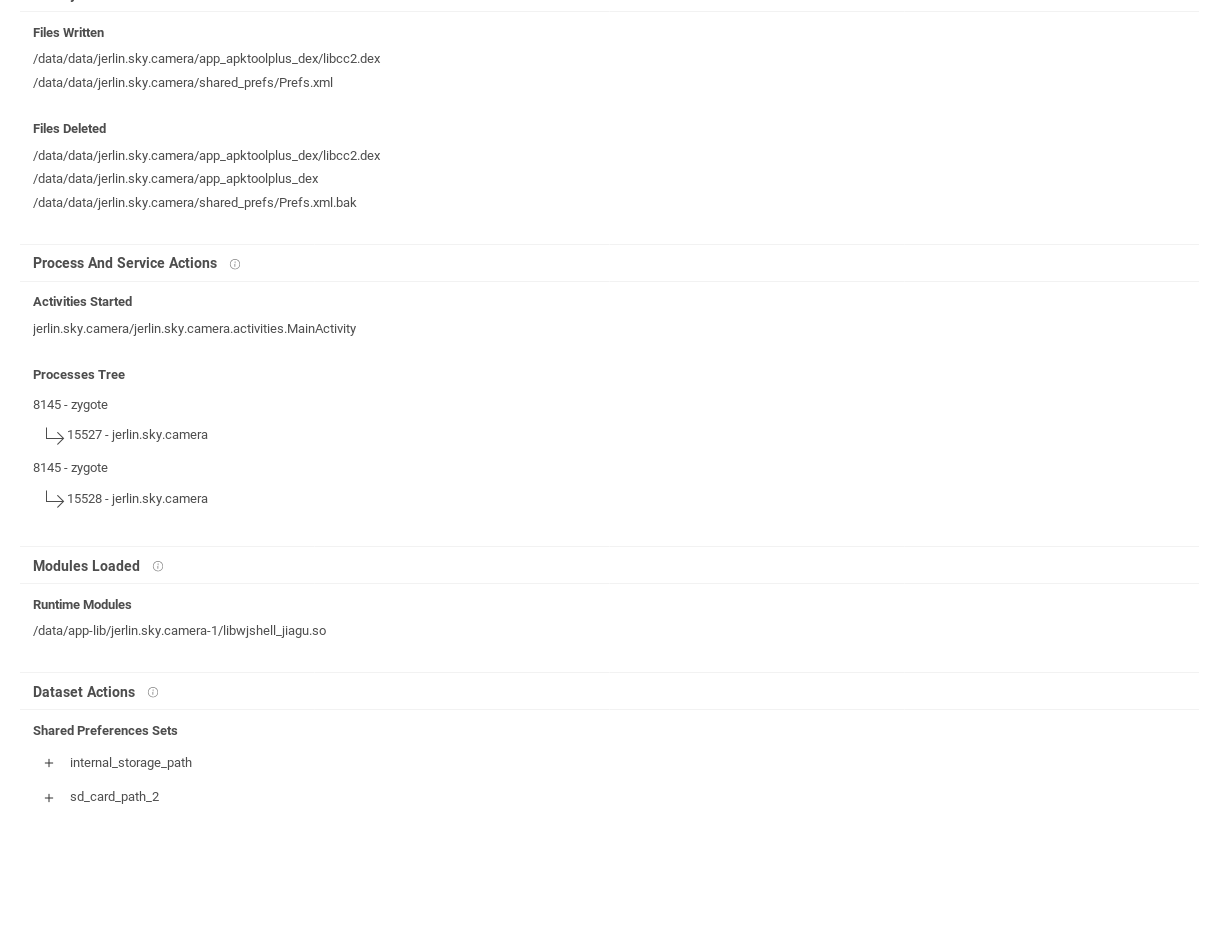 Files Written
/data/data/jerlin.sky.camera/app_apktoolplus_dex/libcc2.dex
/data/data/jerlin.sky.camera/shared_prefs/Prefs.xml
Files Deleted
/data/data/jerlin.sky.camera/app_apktoolplus_dex/libcc2.dex
/data/data/jerlin.sky.camera/app_apktoolplus_dex
/data/data/jerlin.sky.camera/shared_prefs/Prefs.xml.bak
Process And Service Actions
Activities Started
jerlin.sky.camera/jerlin.sky.camera.activities.MainActivity
Processes Tree
8145 - zygote
15527 - jerlin.sky.camera
8145 - zygote
15528 - jerlin.sky.camera
Modules Loaded
Runtime Modules
/data/app-lib/jerlin.sky.camera-1/libwjshell_jiagu.so
Dataset Actions
Shared Preferences Sets
+ internal_storage_path
+ sd_card_path_2